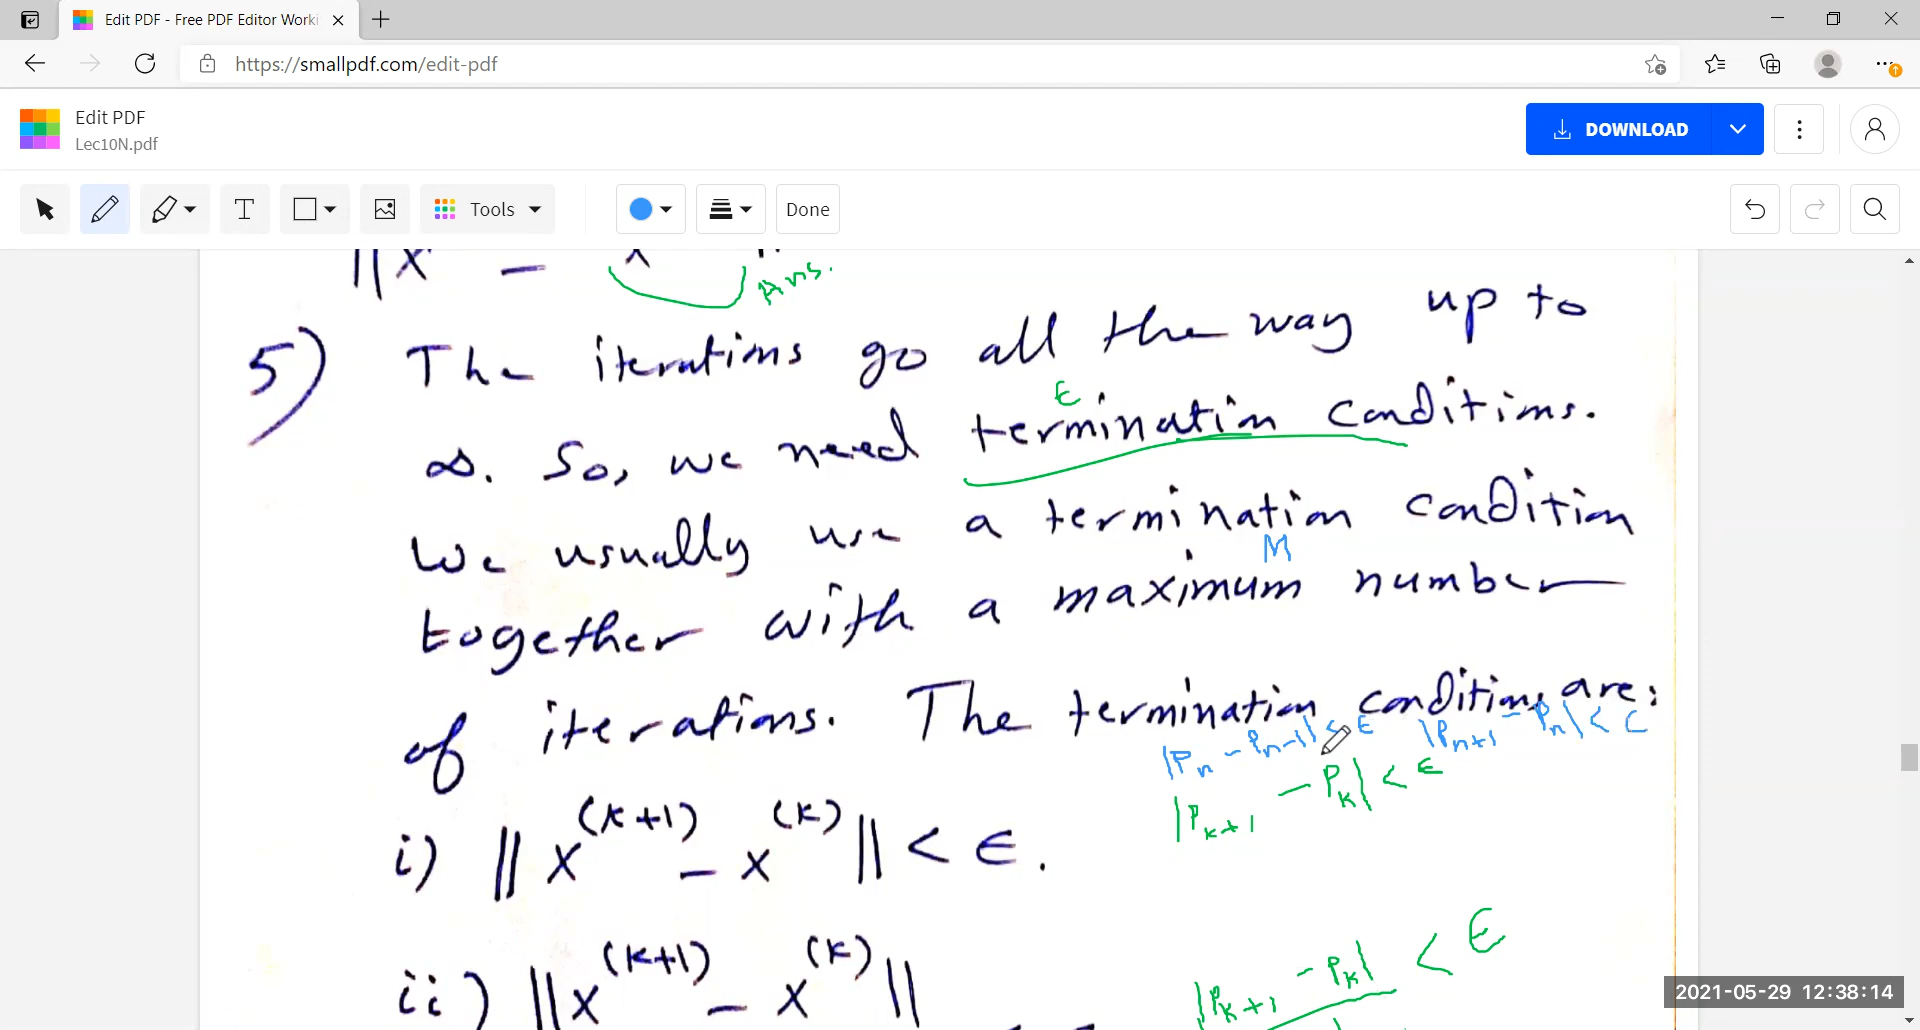 Edit PDF - Free PDF Editor Worki
https://smallpdf.com/edit-pdf
Edit PDF
Lec10N.pdf
DOWNLOAD
T Tools Done
||x - x ||
Ans.
5) The iterations go all the way up to
ϵ
∞. So, we need termination conditions.
We usually use a termination condition
M
together with a maximum number
of iterations. The termination conditions are:
|Pn - Pn-1| < ϵ |Pn+1 - Pn| < ϵ
|Pk+1 - Pk| < ϵ
i) ||x^(k+1) - x^(k)|| < ϵ.
ii) ||x^(k+1) - x^(k)||
|Pk+1 - Pk| < ϵ
2021-05-29 12:38:14